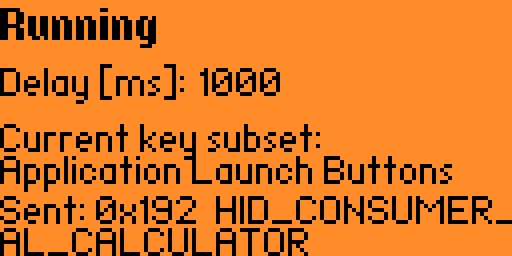 Running
Delay [ms]: 1000
Current key subset:
Application Launch Buttons
Sent: 0x192 HID_CONSUMER_
AL_CALCULATOR